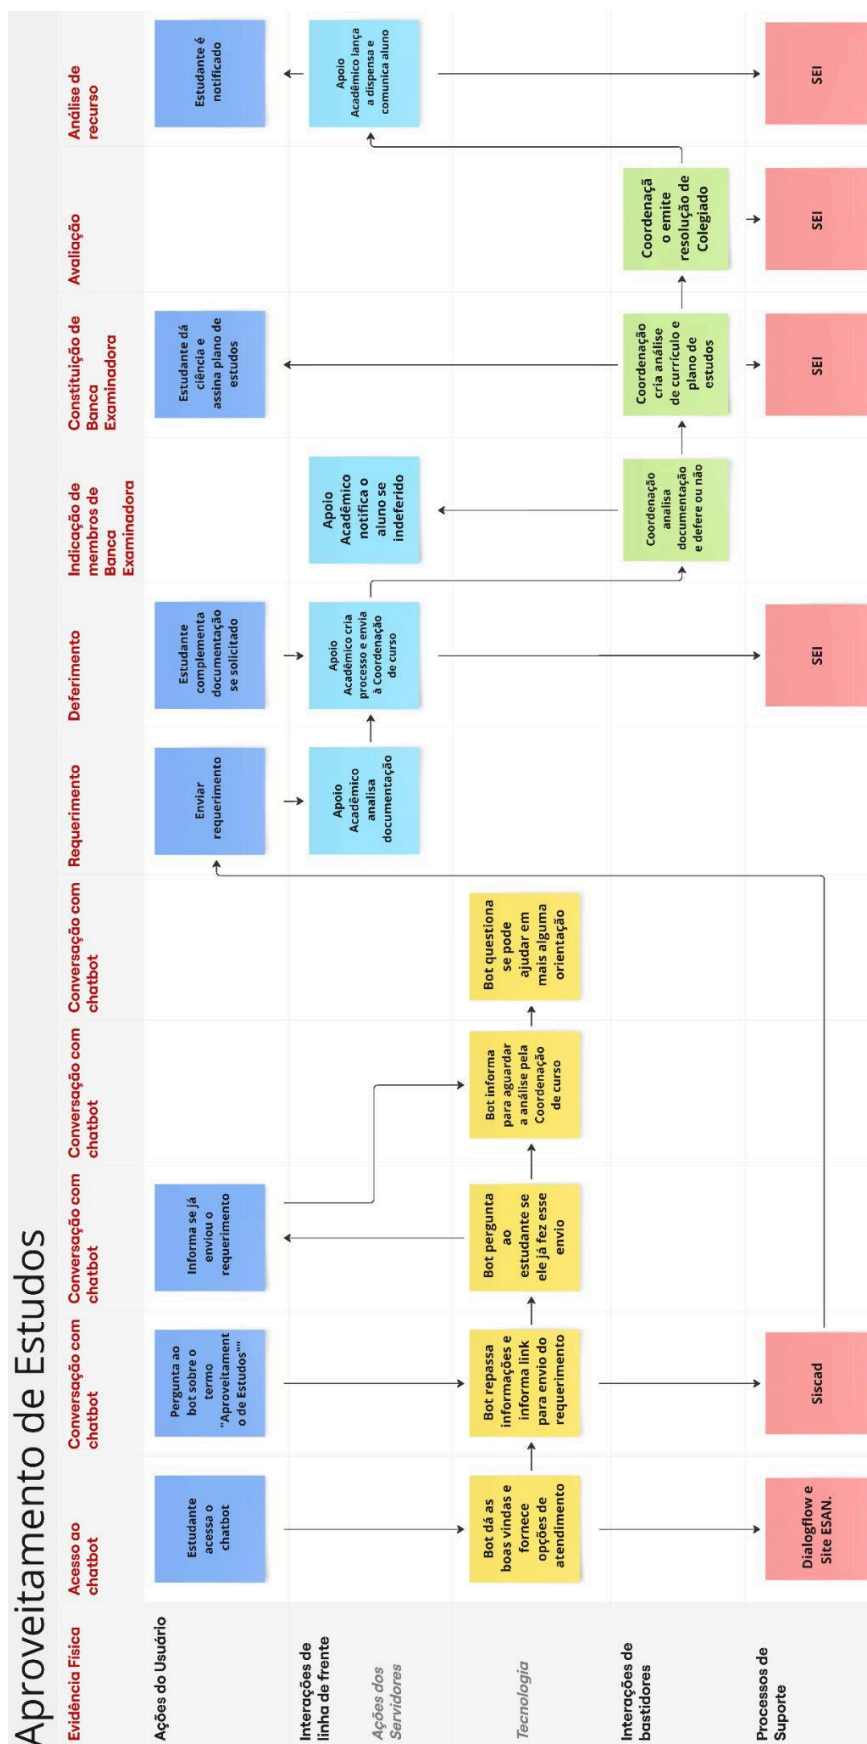 Aproveitamento de Estudos
Evidência Física
Acesso ao
chatbot
Conversação com
chatbot
Conversação com
chatbot
Conversação com
chatbot
Conversação com
chatbot
Requerimento
Deferimento
Indicação de
membros de
Banca
Examinadora
Constituição de
Banca
Examinadora
Avaliação
Análise de
recurso
Ações do Usuário
Estudante
acessa o
chatbot
Pergunta ao
bot sobre o
termo
"Aproveitament
o de Estudos""
Informa se já
enviou o
requerimento
Enviar
requerimento
Estudante
complementa
documentação
se solicitado
Estudante dá
ciência e
assina plano de
estudos
Estudante é
notificado
Interações de
linha de frente
Ações dos
Servidores
Apoio
Acadêmico
analisa
documentação
Apoio
Acadêmico cria
processo e envia
à Coordenação
de curso
Apoio
Acadêmico
notifica o
aluno se
indeferido
Apoio
Acadêmico lança
a dispensa e
comunica aluno
Tecnologia
Bot dá as
boas vindas e
fornece
opções de
atendimento
Bot repassa
informações e
informa link
para envio do
requerimento
Bot pergunta
ao
estudante se
ele já fez esse
envio
Bot informa
para aguardar
a análise pela
Coordenação
de curso
Bot questiona
se pode
ajudar em
mais alguma
orientação
Interações de
bastidores
Coordenação
analisa
documentação
e defere ou não
Coordenação
cria análise
de currículo e
plano de
estudos
Coordenaçã
o emite
resolução de
Colegiado
Processos de
Suporte
Dialogflow e
Site ESAN.
Siscad
SEI
SEI
SEI
SEI